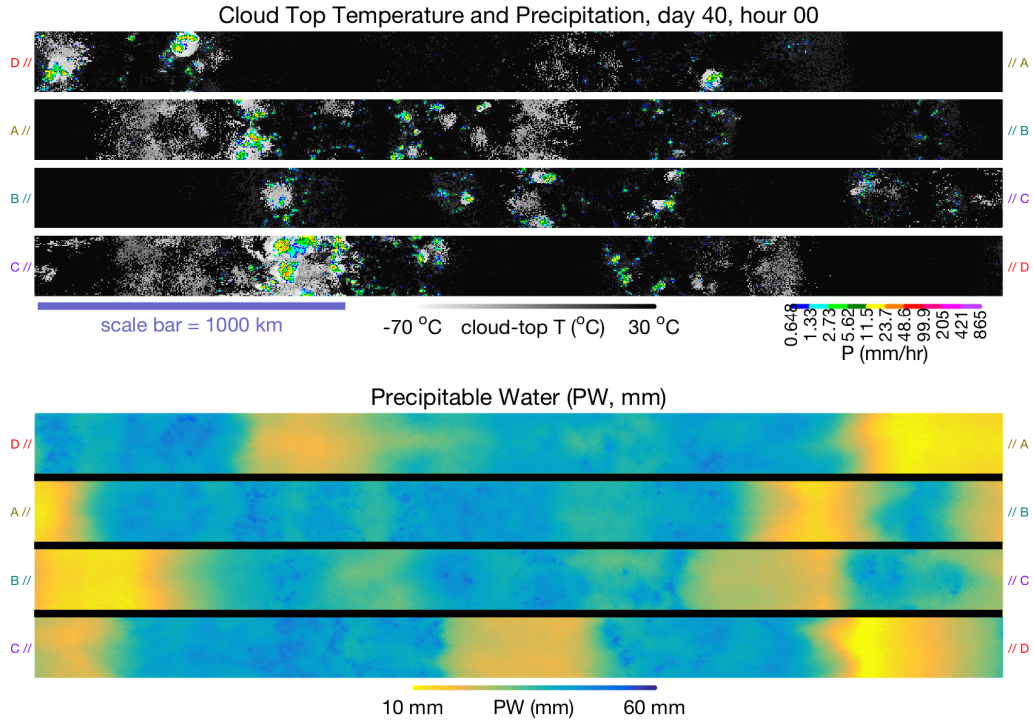 Cloud Top Temperature and Precipitation, day 40, hour 00
D // // A
A // // B
B // // C
C // // D
scale bar = 1000 km
-70 °C cloud-top T (°C) 30 °C
0.648 1.33 2.73 5.62 11.5 23.7 48.6 99.9 205 421 865
P (mm/hr)
Precipitable Water (PW, mm)
D // // A
A // // B
B // // C
C // // D
10 mm PW (mm) 60 mm